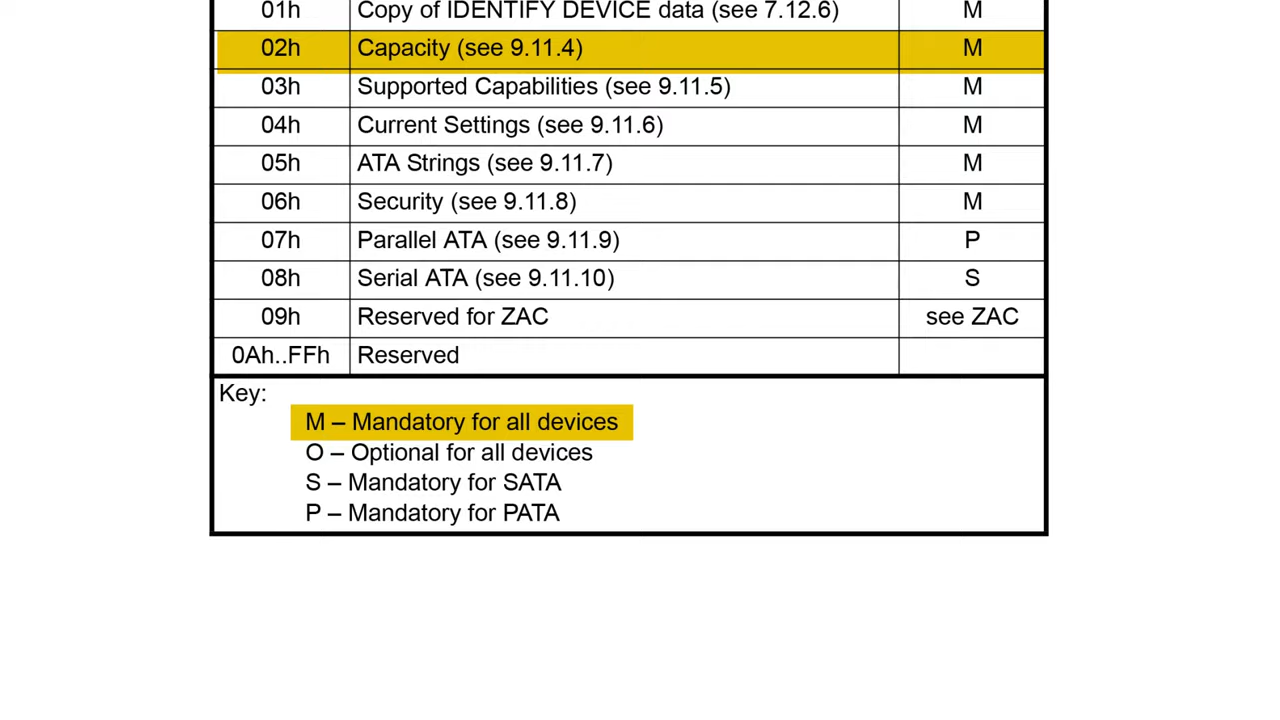 01h Copy of IDENTIFY DEVICE data (see 7.12.6) M
02h Capacity (see 9.11.4) M
03h Supported Capabilities (see 9.11.5) M
04h Current Settings (see 9.11.6) M
05h ATA Strings (see 9.11.7) M
06h Security (see 9.11.8) M
07h Parallel ATA (see 9.11.9) P
08h Serial ATA (see 9.11.10) S
09h Reserved for ZAC see ZAC
0Ah..FFh Reserved
Key:
M – Mandatory for all devices
O – Optional for all devices
S – Mandatory for SATA
P – Mandatory for PATA